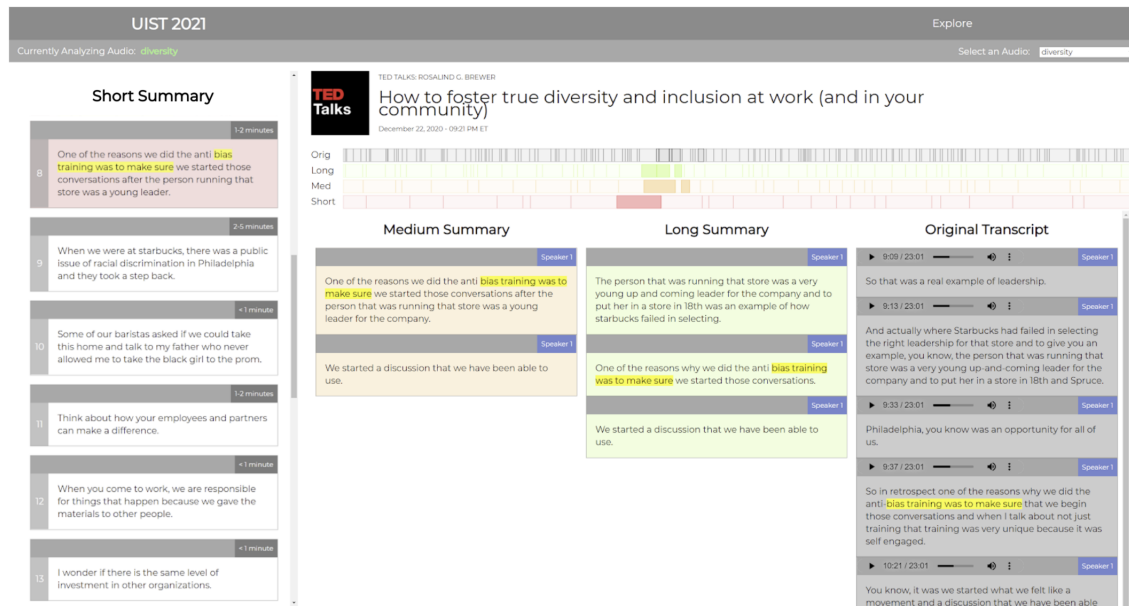 UIST 2021
Explore
Currently Analyzing Audio: diversity
Select an Audio: diversity
Short Summary
1-2 minutes
8
One of the reasons we did the anti bias
training was to make sure we started those
conversations after the person running that
store was a young leader.
2-5 minutes
9
When we were at starbucks, there was a public
issue of racial discrimination in Philadelphia
and they took a step back.
<1 minute
10
Some of our baristas asked if we could take
this home and talk to my father who never
allowed me to take the black girl to the prom.
1-2 minutes
11
Think about how your employees and partners
can make a difference.
<1 minute
12
When you come to work, we are responsible
for things that happen because we gave the
materials to other people.
<1 minute
13
I wonder if there is the same level of
investment in other organizations.
TED
Talks
TED TALKS: ROSALIND G. BREWER
How to foster true diversity and inclusion at work (and in your
community)
December 22, 2020 - 09:21 PM ET
Orig
Long
Med
Short
Medium Summary
Speaker 1
One of the reasons we did the anti bias training was to
make sure we started those conversations after the
person that was running that store was a young
leader for the company.
Speaker 1
We started a discussion that we have been able to
use.
Long Summary
Speaker 1
The person that was running that store was a very
young up and coming leader for the company and to
put her in a store in 18th was an example of how
starbucks failed in selecting.
Speaker 1
One of the reasons why we did the anti bias training
was to make sure we started those conversations.
Speaker 1
We started a discussion that we have been able to
use.
Original Transcript
9:09 / 23:01
Speaker 1
So that was a real example of leadership.
9:13 / 23:01
Speaker 1
And actually where Starbucks had failed in selecting
the right leadership for that store and to give you an
example, you know, the person that was running that
store was a very young up-and-coming leader for the
company and to put her in a store in 18th and Spruce.
9:33 / 23:01
Speaker 1
Philadelphia, you know was an opportunity for all of
us.
9:37 / 23:01
Speaker 1
So in retrospect one of the reasons why we did the
anti-bias training was to make sure that we begin
those conversations and when I talk about not just
training that training was very unique because it was
self engaged.
10:21 / 23:01
Speaker 1
You know, it was we started what we felt like a
movement and a discussion that we have been able